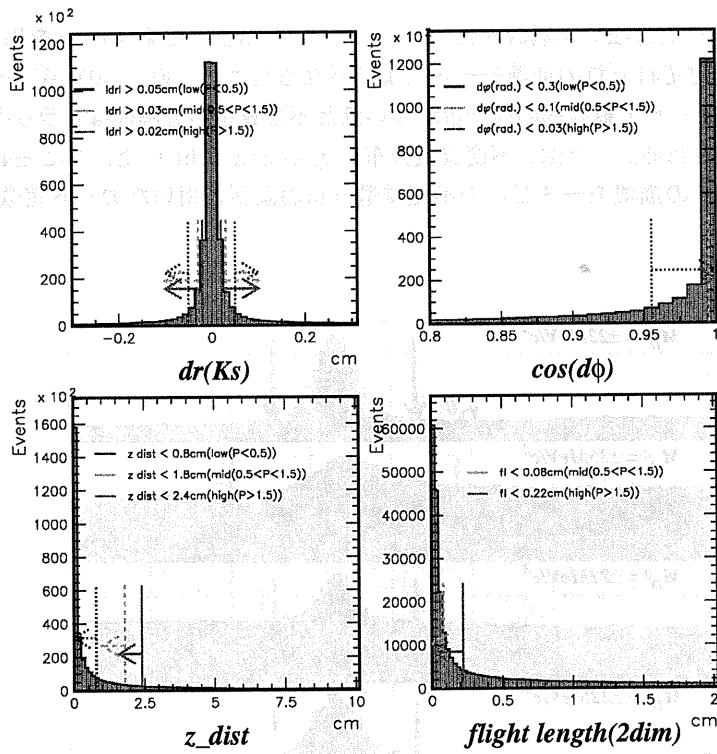 × 10²
Events
1200
1000
800
600
400
200
0
|dr| > 0.05cm(low(P<0.5))
|dr| > 0.03cm(mid(0.5<P<1.5))
|dr| > 0.02cm(high(P>1.5))
-0.2
0
0.2
cm
dr(Ks)
× 10
Events
1200
1000
800
600
400
200
0
dφ(rad.) < 0.3(low(P<0.5))
dφ(rad.) < 0.1(mid(0.5<P<1.5))
dφ(rad.) < 0.03(high(P>1.5))
0.8
0.85
0.9
0.95
1
cos(dϕ)
× 10²
Events
1600
1400
1200
1000
800
600
400
200
0
z dist < 0.8cm(low(P<0.5))
z dist < 1.8cm(mid(0.5<P<1.5))
z dist < 2.4cm(high(P>1.5))
0
2.5
5
7.5
10
cm
z_dist
Events
60000
50000
40000
30000
20000
10000
0
fl < 0.08cm(mid(0.5<P<1.5))
fl < 0.22cm(high(P>1.5))
0
0.5
1
1.5
2
cm
flight length(2dim)